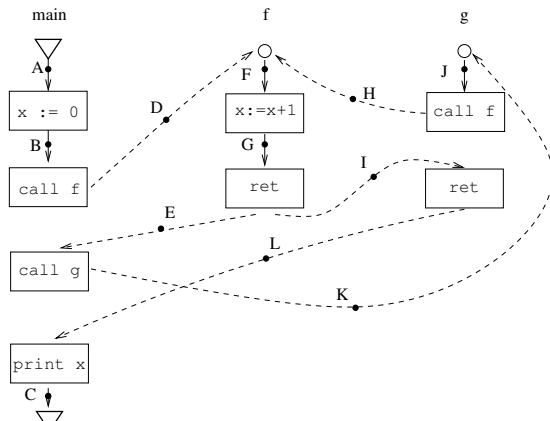 main
f
g
A
F
J
D
H
x := 0
x:=x+1
call f
B
G
I
call f
ret
ret
E
L
call g
K
print x
C